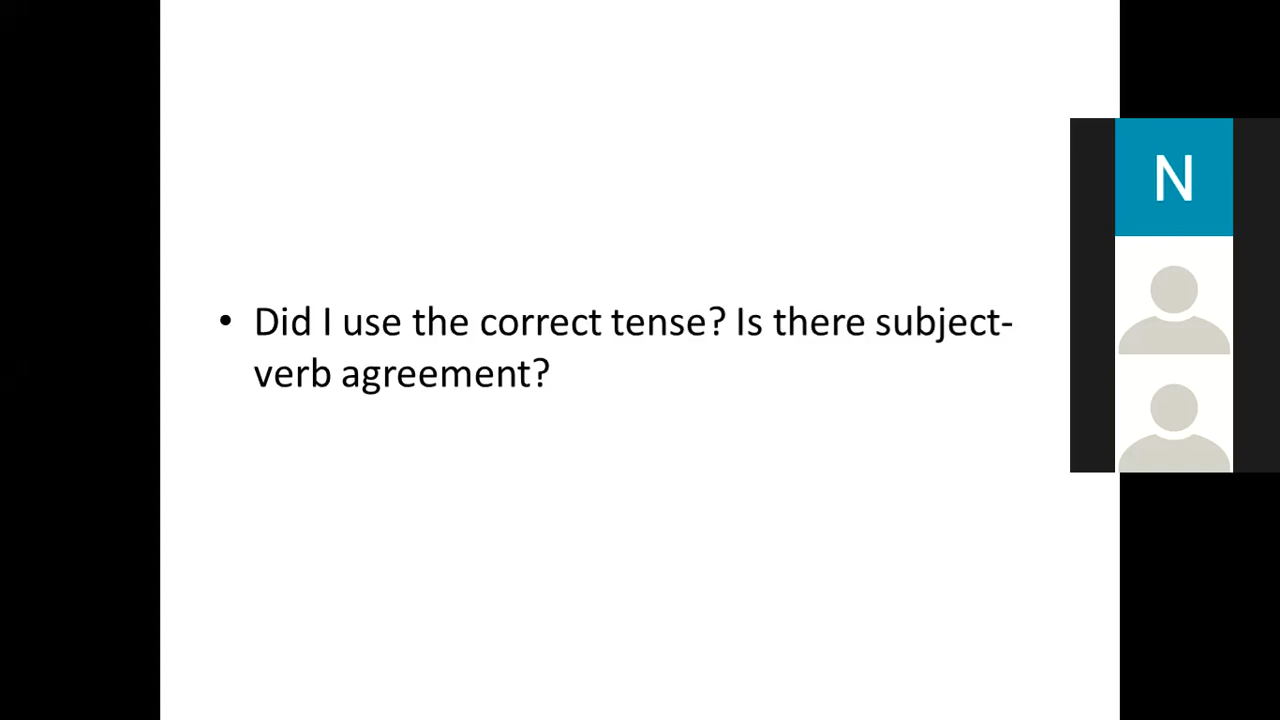 • Did I use the correct tense? Is there subject-
verb agreement?
N